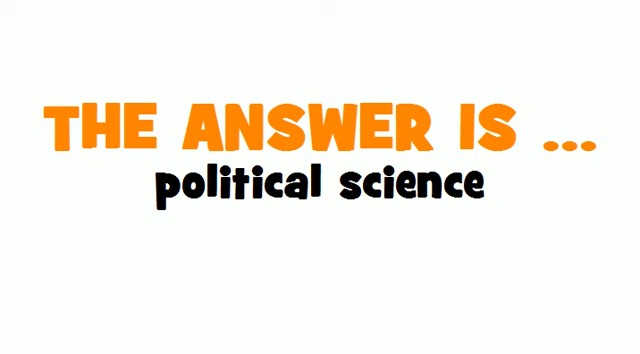 THE ANSWER IS ...
political science